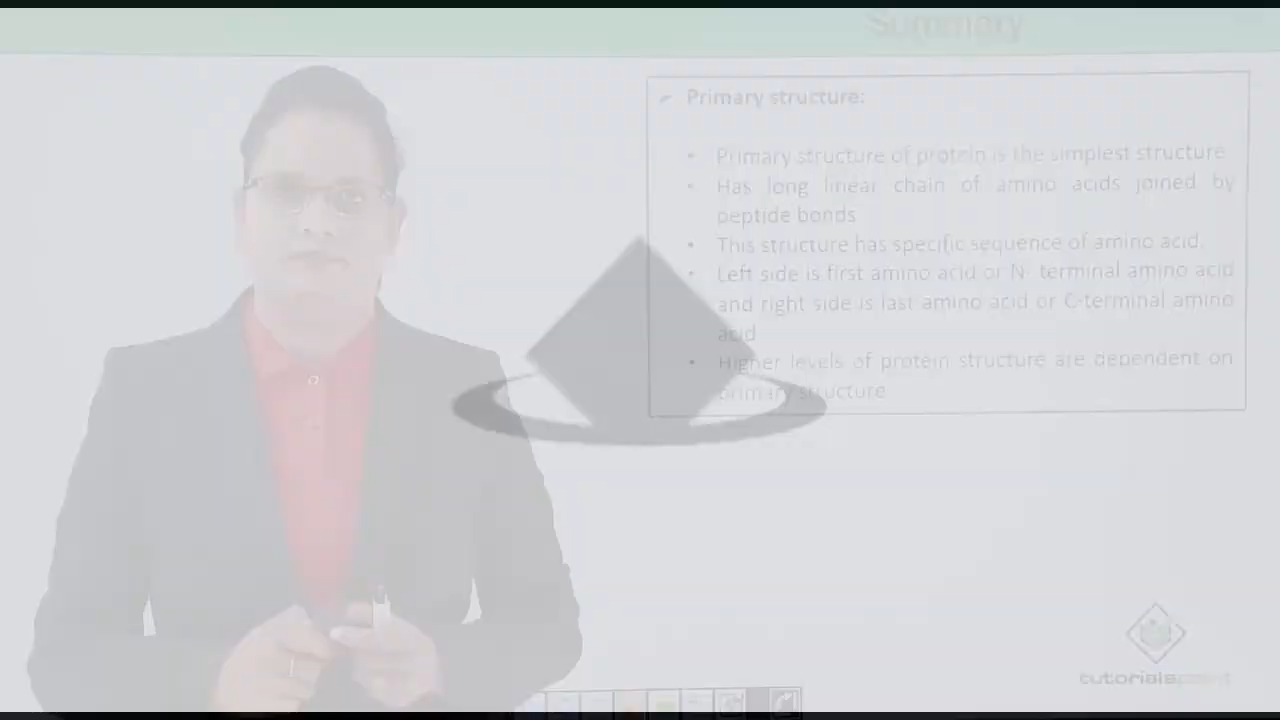 Summary
Primary structure:
Primary structure of protein is the simplest structure
Has long linear chain of amino acids joined by
peptide bonds
This structure has specific sequence of amino acid.
Left side is first amino acid or N- terminal amino acid
and right side is last amino acid or C-terminal amino
acid
Higher levels of protein structure are dependent on
primary structure
tutorialspoint